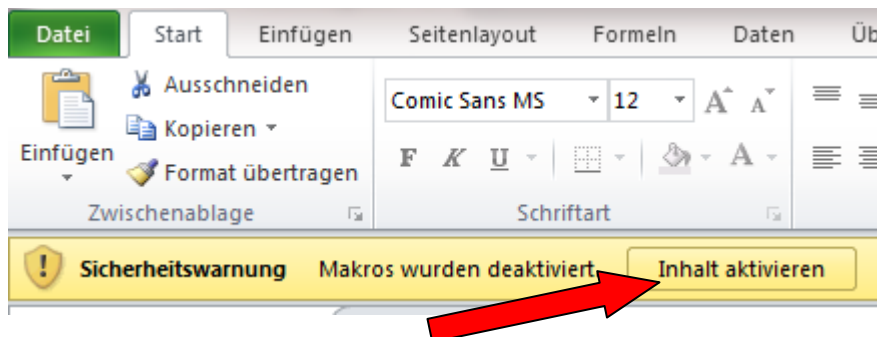 Datei Start Einfügen Seitenlayout Formeln Daten
Ausschneiden
Kopieren
Einfügen
Format übertragen
Comic Sans MS 12 A A
F K U A
Zwischenablage Schriftart
Sicherheitswarnung Makros wurden deaktiviert Inhalt aktivieren